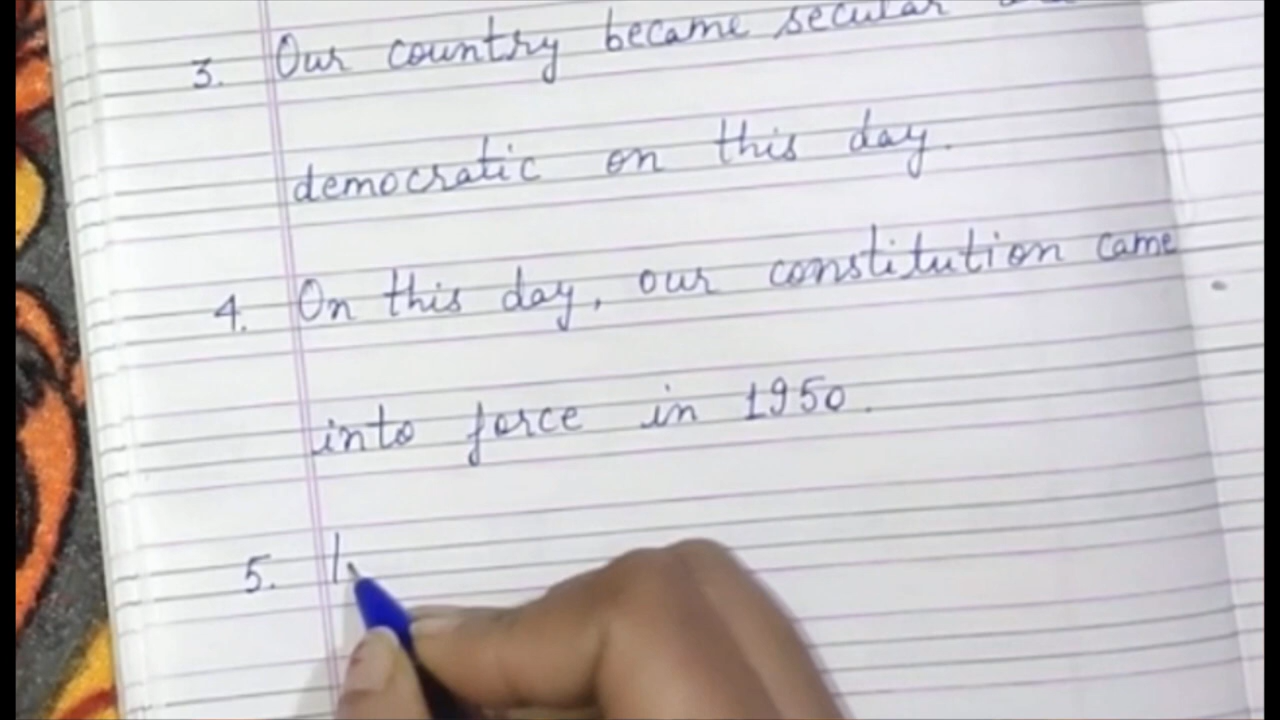 3. Our country became secular
democratic on this day.
4. On this day, our constitution came
into force in 1950.
5.